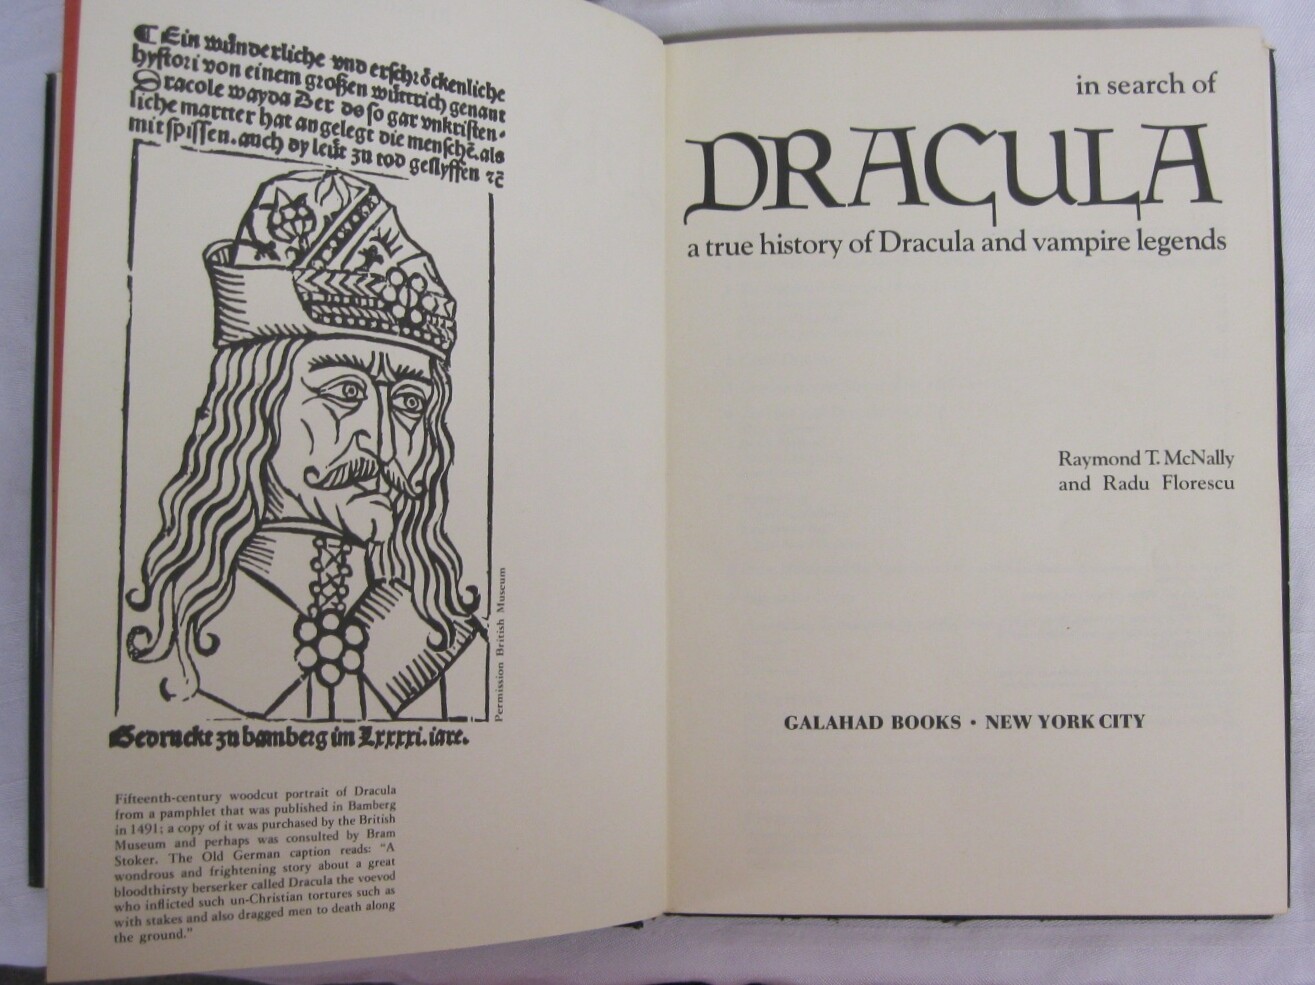 ¶Ein wünderliche vnd erschröckenliche
hystori von einem großen wüttrich genant
Dracole wayda Der do so gar vnkristen-
liche martter hat angelegt die menschē. als
mit spissen. auch dy leüt zu tod geslyffen ⁊c̄
Permission British Museum
Gedruckt zu bamberg im Lxxxxi. iare.
Fifteenth-century woodcut portrait of Dracula
from a pamphlet that was published in Bamberg
in 1491; a copy of it was purchased by the British
Museum and perhaps was consulted by Bram
Stoker. The Old German caption reads: "A
wondrous and frightening story about a great
bloodthirsty berserker called Dracula the voevod
who inflicted such un-Christian tortures such as
with stakes and also dragged men to death along
the ground."
in search of
DRACULA
a true history of Dracula and vampire legends
Raymond T. McNally
and Radu Florescu
GALAHAD BOOKS • NEW YORK CITY